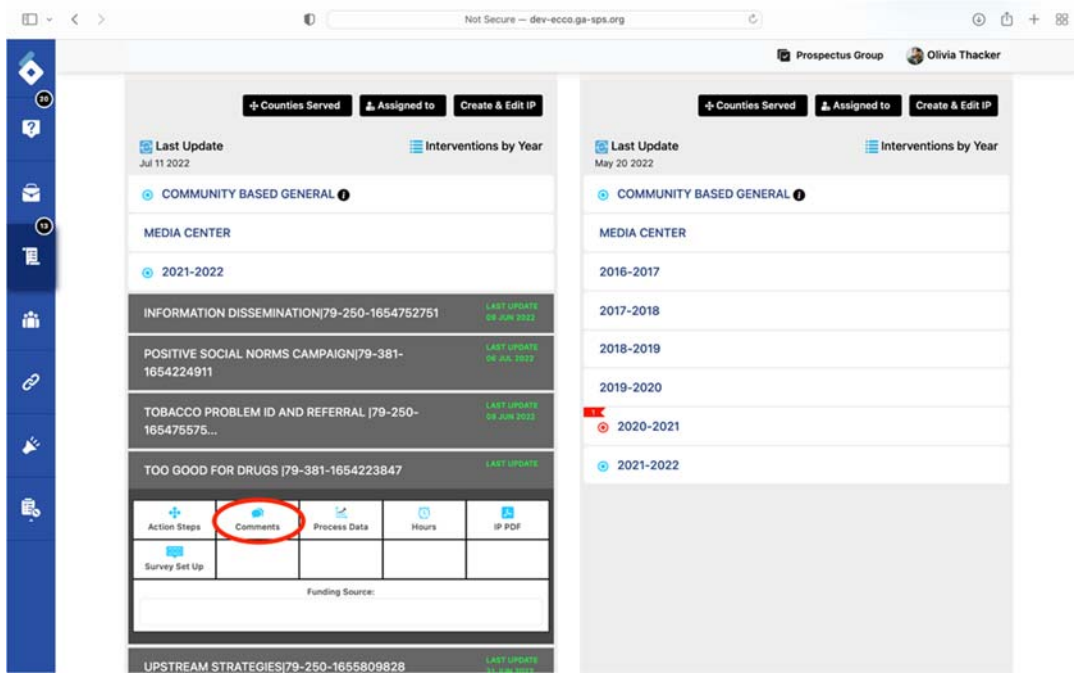 Not Secure — dev-ecco.ga-sps.org
Prospectus Group
Olivia Thacker
20
13
Counties Served
Assigned to
Create & Edit IP
Last Update
Jul 11 2022
Interventions by Year
COMMUNITY BASED GENERAL
MEDIA CENTER
2021-2022
INFORMATION DISSEMINATION|79-250-1654752751
LAST UPDATE
09 JUN 2022
POSITIVE SOCIAL NORMS CAMPAIGN|79-381-
1654224911
LAST UPDATE
06 JUL 2022
TOBACCO PROBLEM ID AND REFERRAL |79-250-
165475575...
LAST UPDATE
09 JUN 2022
TOO GOOD FOR DRUGS |79-381-1654223847
LAST UPDATE
Action Steps
Comments
Process Data
Hours
IP PDF
Survey Set Up
Funding Source:
UPSTREAM STRATEGIES|79-250-1655809828
LAST UPDATE
Counties Served
Assigned to
Create & Edit IP
Last Update
May 20 2022
Interventions by Year
COMMUNITY BASED GENERAL
MEDIA CENTER
2016-2017
2017-2018
2018-2019
2019-2020
1
2020-2021
2021-2022